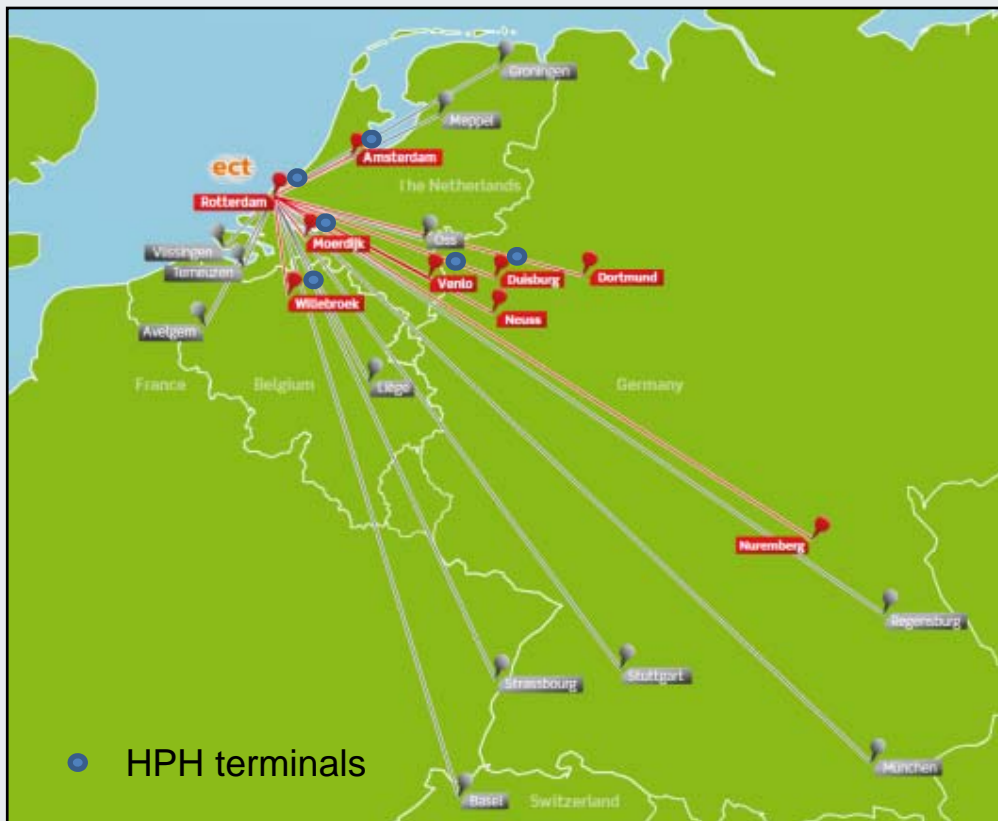 Groningen
Meppel
Amsterdam
ect
The Netherlands
Rotterdam
Oss
Moerdijk
Vlissingen
Terneuzen
Venlo
Duisburg
Dortmund
Willebroek
Neuss
Avelgem
France
Belgium
Liège
Germany
Nuremberg
Regensburg
Strassbourg
Stuttgart
HPH terminals
München
Basel
Switzerland